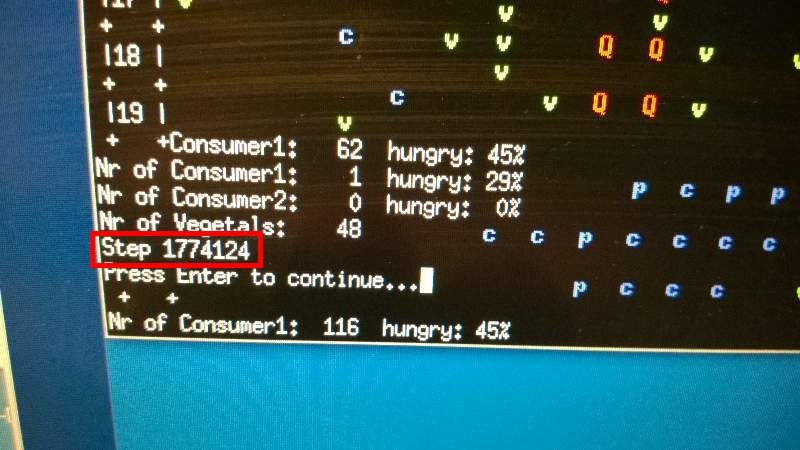 + +
c v v v
|18 | Q Q v
+ + v
c
|19 | v Q Q v
v
+ +Consumer1: 62 hungry: 45%
Nr of Consumer1: 1 hungry: 29%
Nr of Consumer2: 0 hungry: 0% p c p p
Nr of Vegetals: 48 c c p c c c c
|Step 1774124
Press Enter to continue... p c c c
+ +
Nr of Consumer1: 116 hungry: 45%